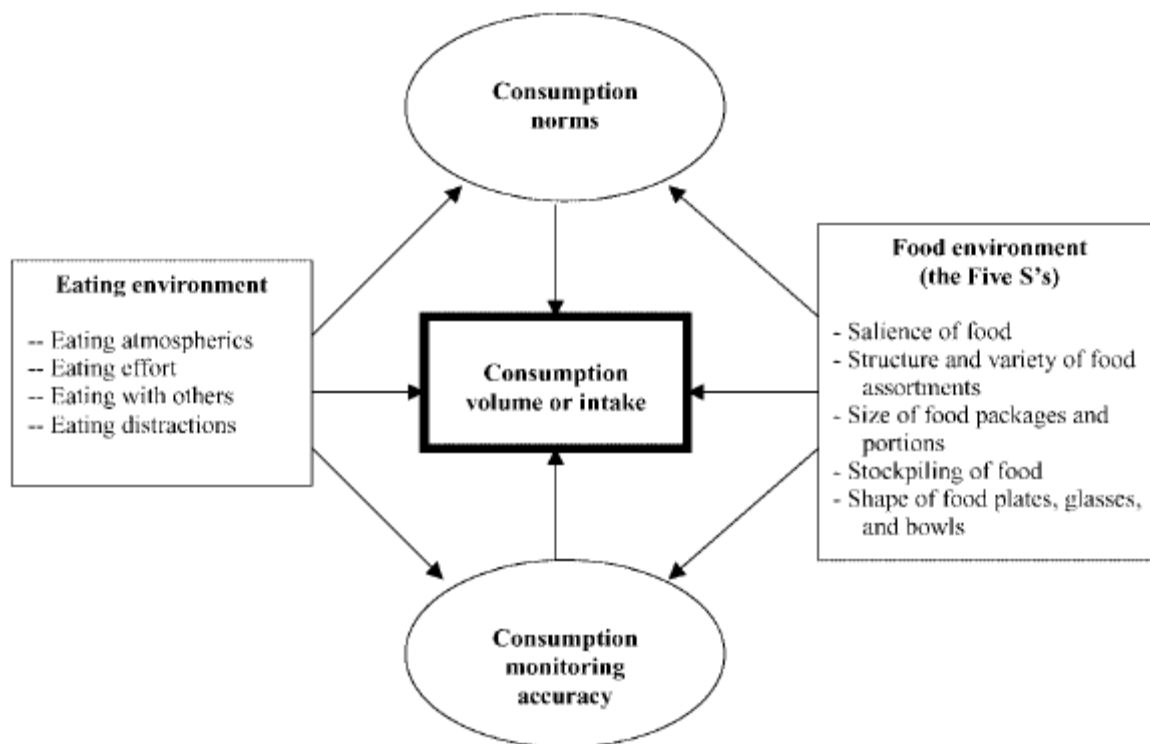 Consumption
norms
Eating environment
-- Eating atmospherics
-- Eating effort
-- Eating with others
-- Eating distractions
Consumption
volume or intake
Food environment
(the Five S's)
- Salience of food
- Structure and variety of food
assortments
- Size of food packages and
portions
- Stockpiling of food
- Shape of food plates, glasses,
and bowls
Consumption
monitoring
accuracy